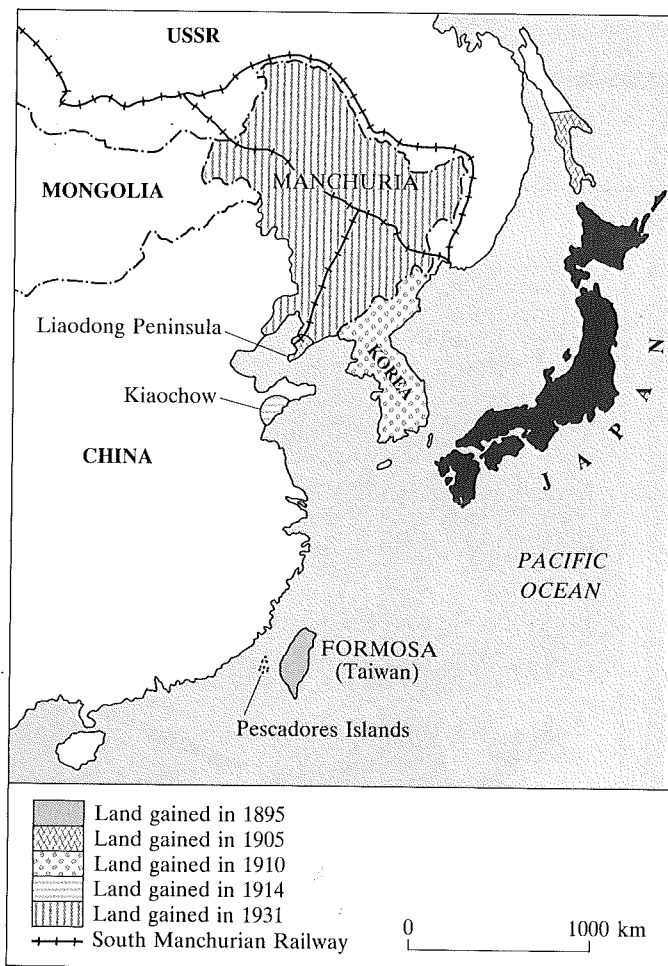 USSR
MONGOLIA
MANCHURIA
Liaodong Peninsula
KOREA
Kiaochow
CHINA
JAPAN
PACIFIC
OCEAN
FORMOSA
(Taiwan)
Pescadores Islands
Land gained in 1895
Land gained in 1905
Land gained in 1910
Land gained in 1914
Land gained in 1931
South Manchurian Railway
0 1000 km